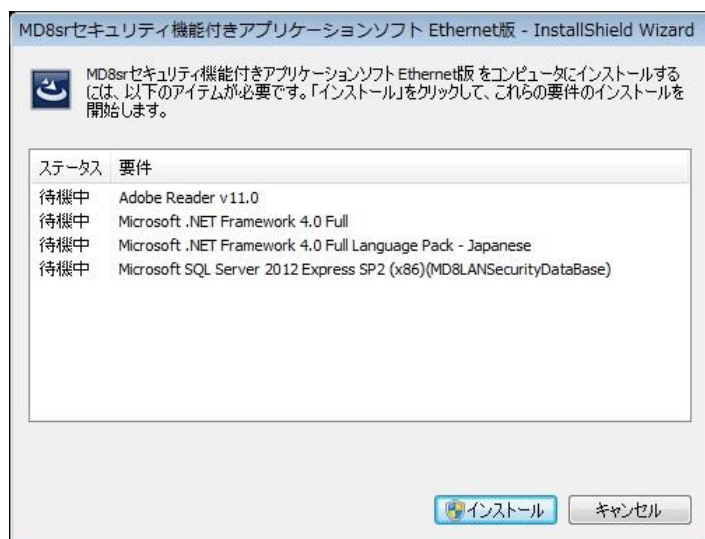 MD8srセキュリティ機能付きアプリケーションソフト Ethernet版 - InstallShield Wizard
MD8srセキュリティ機能付きアプリケーションソフト Ethernet版 をコンピュータにインストールする
には、以下のアイテムが必要です。「インストール」をクリックして、これらの要件のインストールを
開始します。
ステータス 要件
待機中 Adobe Reader v11.0
待機中 Microsoft .NET Framework 4.0 Full
待機中 Microsoft .NET Framework 4.0 Full Language Pack - Japanese
待機中 Microsoft SQL Server 2012 Express SP2 (x86)(MD8LANSecurityDataBase)
インストール キャンセル